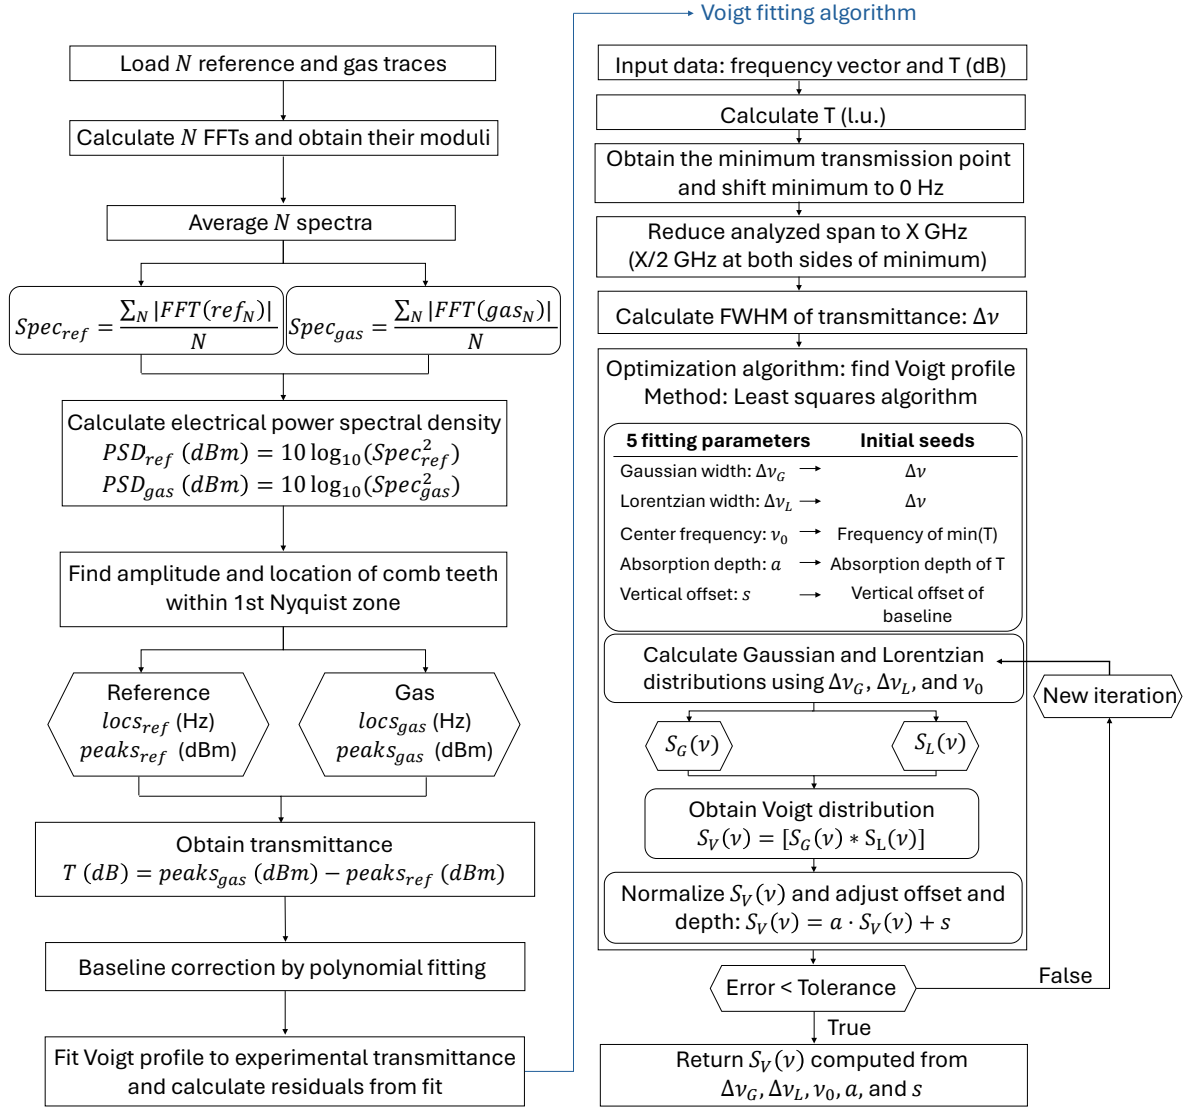 Voigt fitting algorithm
Load N reference and gas traces
Calculate N FFTs and obtain their moduli
Average N spectra
Spec_ref = ∑_N |FFT(ref_N)| / N
Spec_gas = ∑_N |FFT(gas_N)| / N
Calculate electrical power spectral density
PSD_ref (dBm) = 10 log_10(Spec_ref^2)
PSD_gas (dBm) = 10 log_10(Spec_gas^2)
Find amplitude and location of comb teeth
within 1st Nyquist zone
Reference
locs_ref (Hz)
peaks_ref (dBm)
Gas
locs_gas (Hz)
peaks_gas (dBm)
Obtain transmittance
T (dB) = peaks_gas (dBm) − peaks_ref (dBm)
Baseline correction by polynomial fitting
Fit Voigt profile to experimental transmittance
and calculate residuals from fit
Input data: frequency vector and T (dB)
Calculate T (l.u.)
Obtain the minimum transmission point
and shift minimum to 0 Hz
Reduce analyzed span to X GHz
(X/2 GHz at both sides of minimum)
Calculate FWHM of transmittance: Δν
Optimization algorithm: find Voigt profile
Method: Least squares algorithm
5 fitting parameters Initial seeds
Gaussian width: Δν_G → Δν
Lorentzian width: Δν_L → Δν
Center frequency: ν_0 → Frequency of min(T)
Absorption depth: a → Absorption depth of T
Vertical offset: s → Vertical offset of
baseline
Calculate Gaussian and Lorentzian
distributions using Δν_G, Δν_L, and ν_0
New iteration
S_G(ν)
S_L(ν)
Obtain Voigt distribution
S_V(ν) = [S_G(ν) ∗ S_L(ν)]
Normalize S_V(ν) and adjust offset and
depth: S_V(ν) = a · S_V(ν) + s
Error < Tolerance
False
True
Return S_V(ν) computed from
Δν_G, Δν_L, ν_0, a, and s